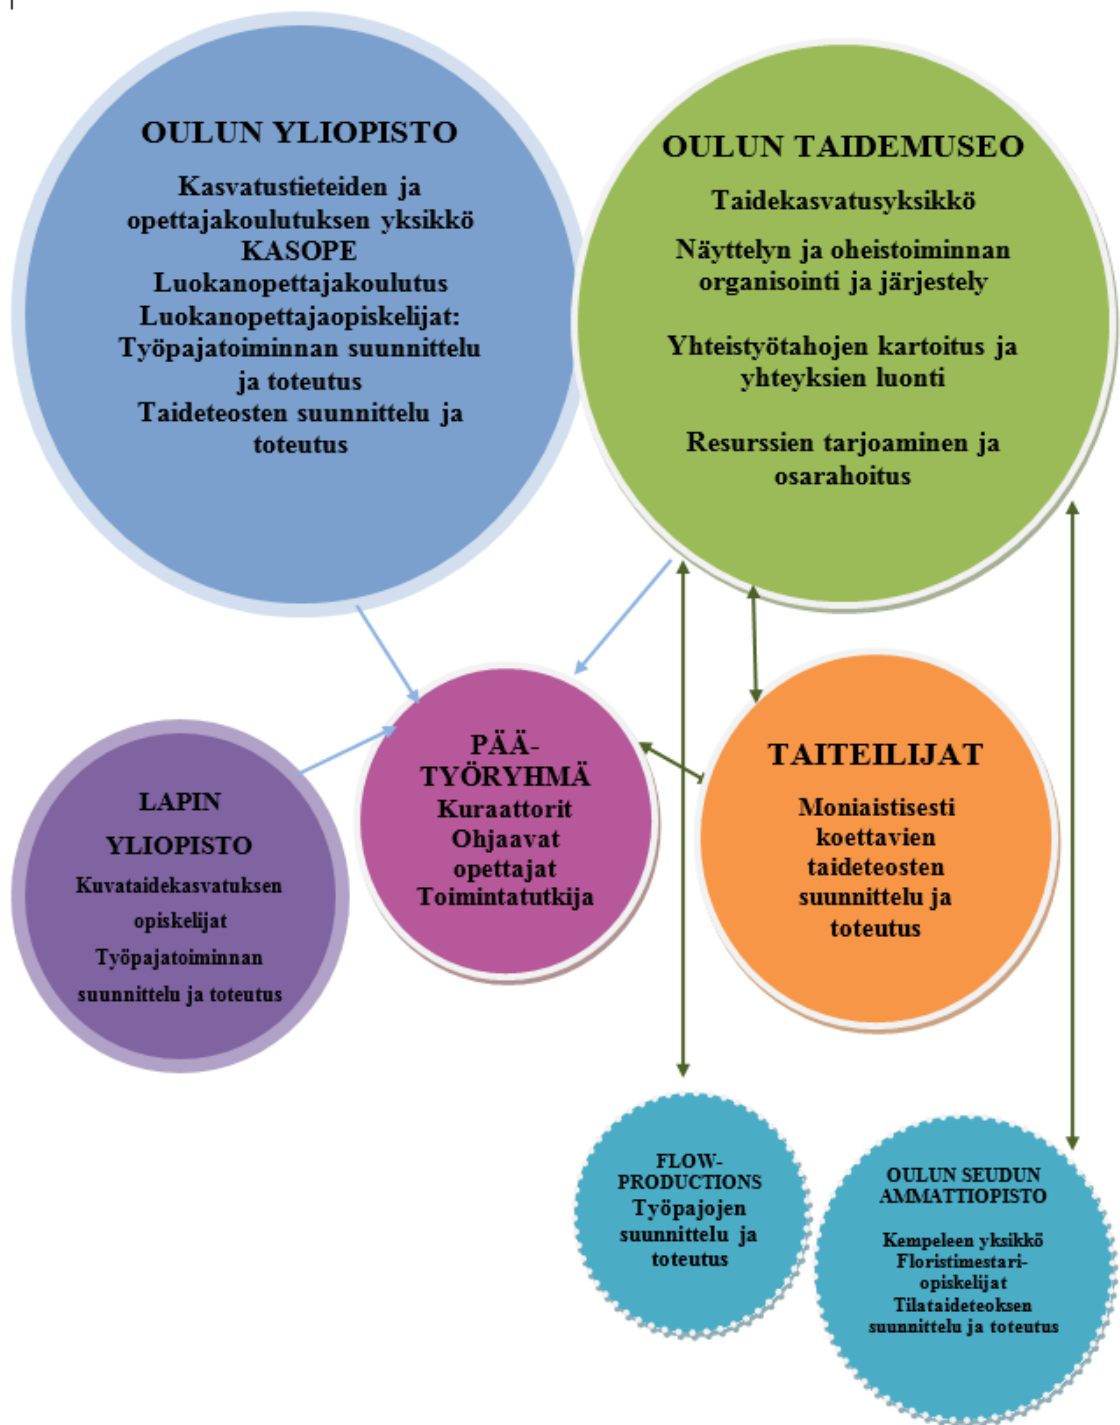 OULUN YLIOPISTO
Kasvatustieteiden ja
opettajakoulutuksen yksikkö
KASOPE
Luokanopettajakoulutus
Luokanopettajaopiskelijat:
Työpajatoiminnan suunnittelu
ja toteutus
Taideteosten suunnittelu ja
toteutus
OULUN TAIDEMUSEO
Taidekasvatusyksikkö
Näyttelyn ja oheistoiminnan
organisointi ja järjestely
Yhteistyötahojen kartoitus ja
yhteyksien luonti
Resurssien tarjoaminen ja
osarahoitus
LAPIN
YLIOPISTO
Kuvataidekasvatuksen
opiskelijat
Työpajatoiminnan
suunnittelu ja toteutus
PÄÄ-
TYÖRYHMÄ
Kuraattorit
Ohjaavat
opettajat
Toimintatutkija
TAITEILIJAT
Moniaistisesti
koettavien
taideteosten
suunnittelu ja
toteutus
FLOW-
PRODUCTIONS
Työpajojen
suunnittelu ja
toteutus
OULUN SEUDUN
AMMATTIOPISTO
Kempeleen yksikkö
Floristimestari-
opiskelijat
Tilataideteoksen
suunnittelu ja toteutus